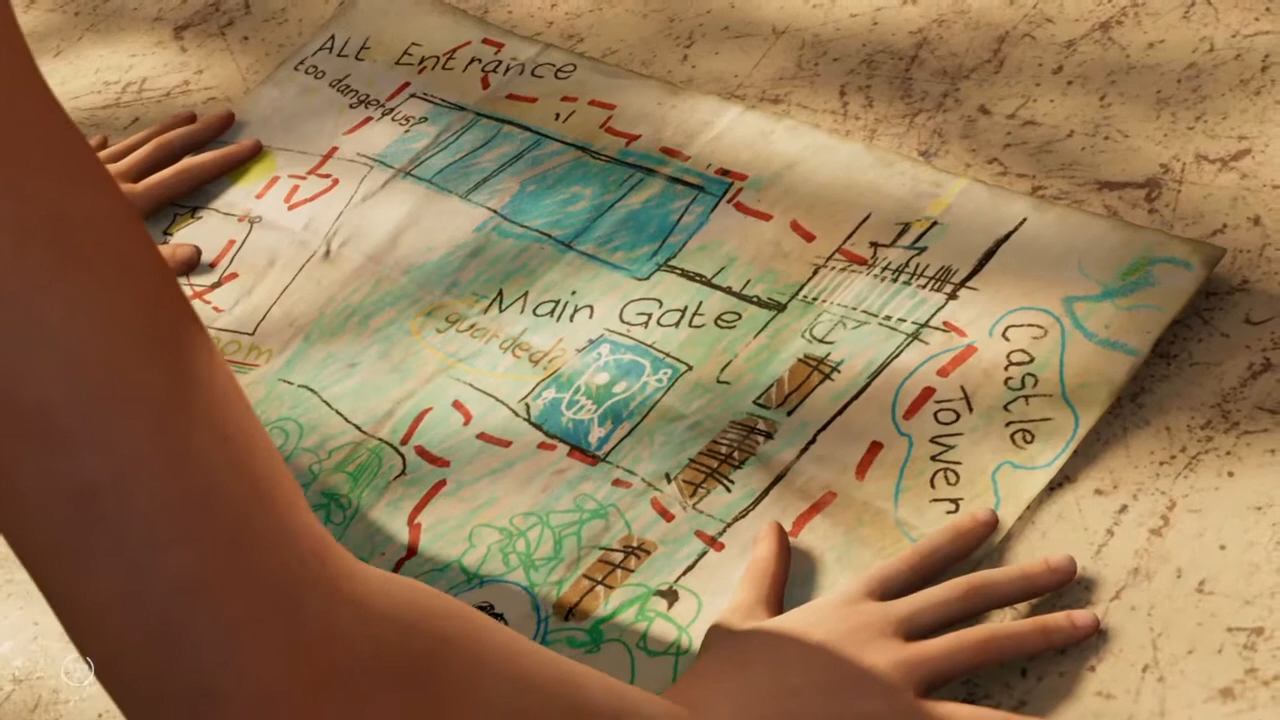 ALt. Entrance
too dangerous?
Main Gate
guarded?
Castle
Tower